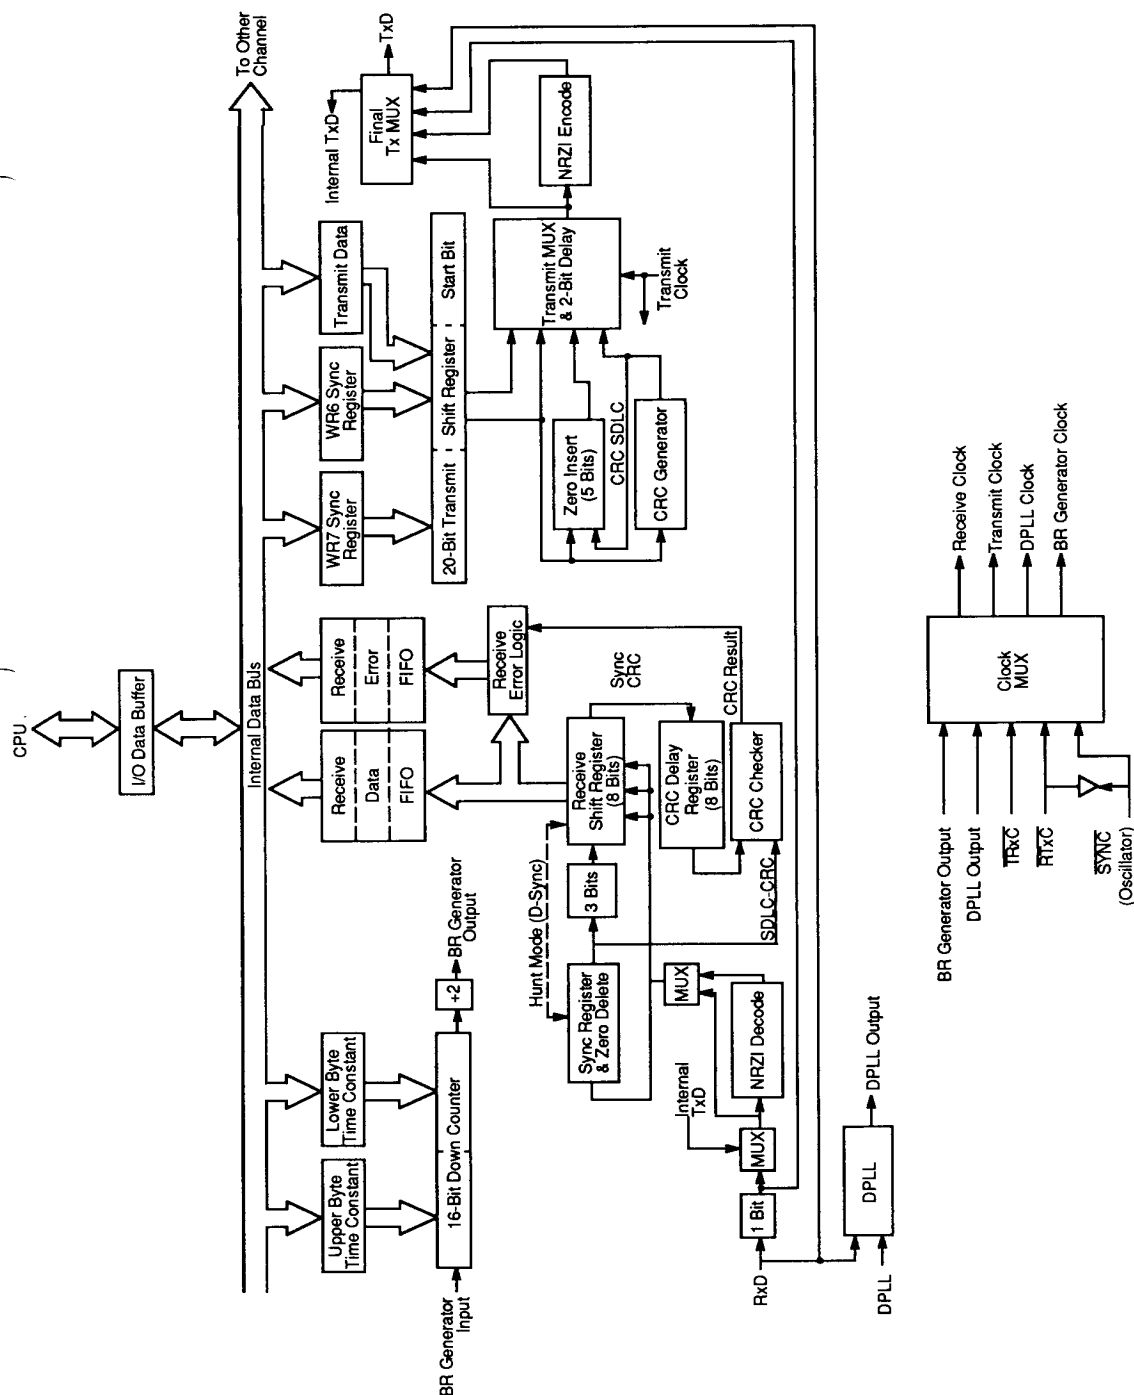 CPU
I/O Data Buffer
Internal Data Bus
To Other
Channel
Upper Byte
Time Constant
Lower Byte
Time Constant
16-Bit Down Counter
BR Generator
Input
÷2
BR Generator
Output
Receive
Data
FIFO
Receive
Error
FIFO
Receive
Error Logic
WR7 Sync
Register
WR6 Sync
Register
Transmit Data
20-Bit Transmit
Shift Register
Start Bit
Internal TxD
Final
Tx MUX
TxD
Hunt Mode (D-Sync)
Sync Register
& Zero Delete
3 Bits
Receive
Shift Register
(8 Bits)
Sync
CRC
CRC Delay
Register
(8 Bits)
CRC Checker
CRC Result
SDLC-CRC
Zero Insert
(5 Bits)
CRC SDLC
CRC Generator
Transmit MUX
& 2-Bit Delay
NRZI Encode
Transmit
Clock
Internal
TxD
MUX
NRZI Decode
RxD
1 Bit
MUX
DPLL
DPLL
DPLL Output
BR Generator Output
DPLL Output
TRxC
RTxC
SYNC
(Oscillator)
Clock
MUX
Receive Clock
Transmit Clock
DPLL Clock
BR Generator Clock